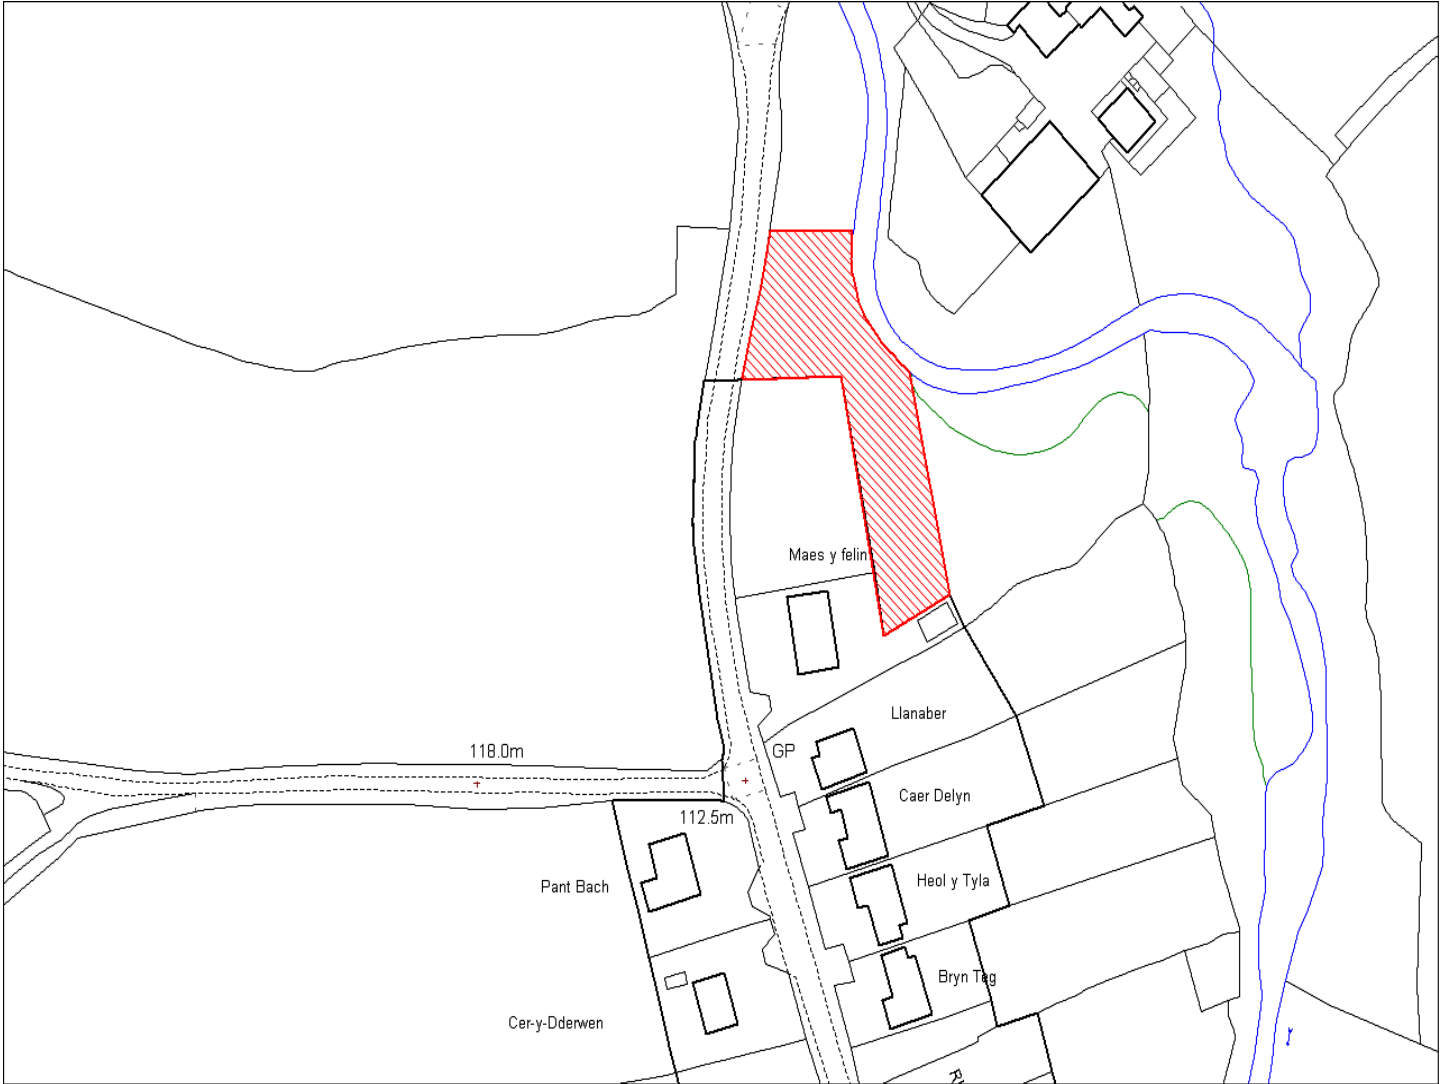 Maes y felin
Llanaber
118.0m
GP
Caer Delyn
112.5m
Heol y Tyla
Pant Bach
Bryn Teg
Cer-y-Dderwen